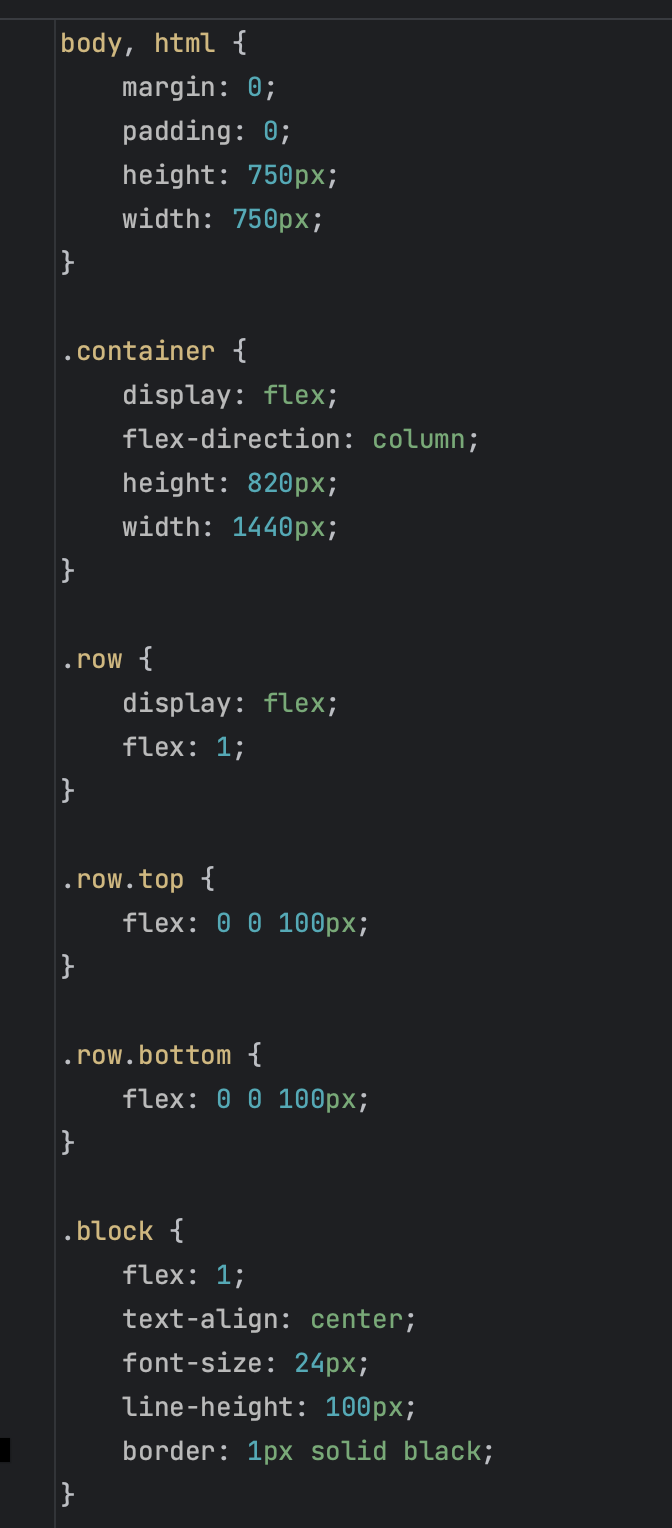 body, html {
    margin: 0;
    padding: 0;
    height: 750px;
    width: 750px;
}

.container {
    display: flex;
    flex-direction: column;
    height: 820px;
    width: 1440px;
}

.row {
    display: flex;
    flex: 1;
}

.row.top {
    flex: 0 0 100px;
}

.row.bottom {
    flex: 0 0 100px;
}

.block {
    flex: 1;
    text-align: center;
    font-size: 24px;
    line-height: 100px;
    border: 1px solid black;
}